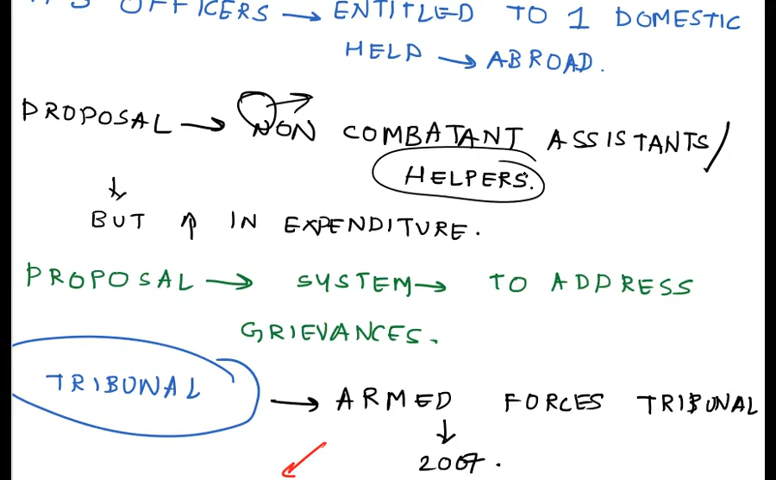 OFFICERS → ENTITLED TO 1 DOMESTIC
HELP → ABROAD.
PROPOSAL → NON COMBATANT ASSISTANTS/
HELPERS.
↓
BUT ↑ IN EXPENDITURE.
PROPOSAL → SYSTEM → TO ADDRESS
GRIEVANCES.
TRIBUNAL → ARMED FORCES TRIBUNAL
↓
2007.